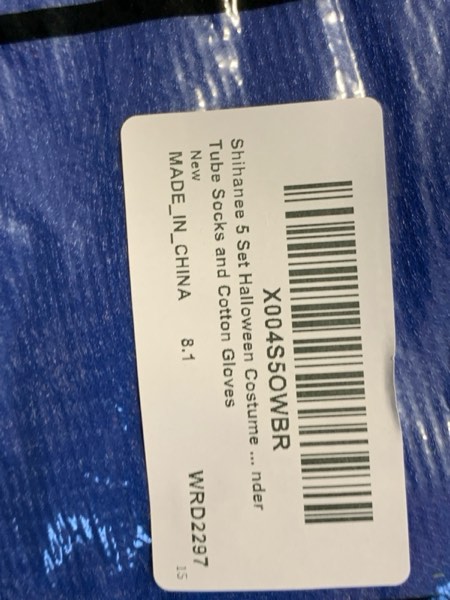 X004S5OWBR
Shihanee 5 Set Halloween Costume ... nder
Tube Socks and Cotton Gloves
New
MADE_IN_CHINA 8.1 WRD2297
15